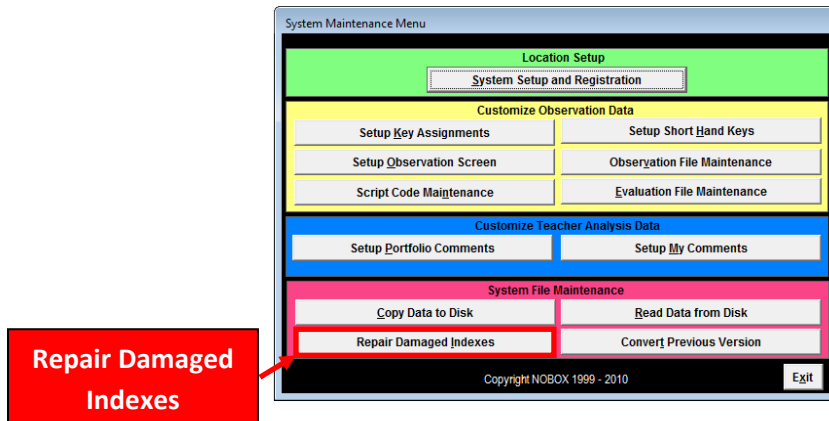 System Maintenance Menu
Location Setup
System Setup and Registration
Customize Observation Data
Setup Key Assignments
Setup Short Hand Keys
Setup Observation Screen
Observation File Maintenance
Script Code Maintenance
Evaluation File Maintenance
Customize Teacher Analysis Data
Setup Portfolio Comments
Setup My Comments
System File Maintenance
Copy Data to Disk
Read Data from Disk
Repair Damaged Indexes
Convert Previous Version
Copyright NOBOX 1999 - 2010
Exit
Repair Damaged
Indexes